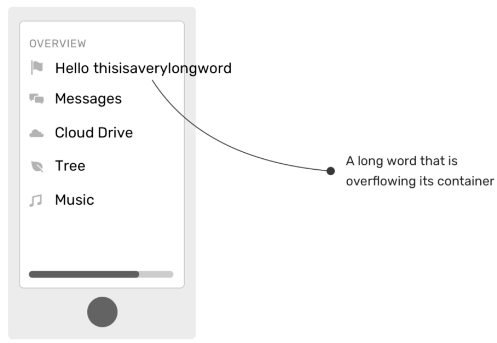 OVERVIEW
Hello thisisaverylongword
Messages
Cloud Drive
Tree
Music
A long word that is
overflowing its container